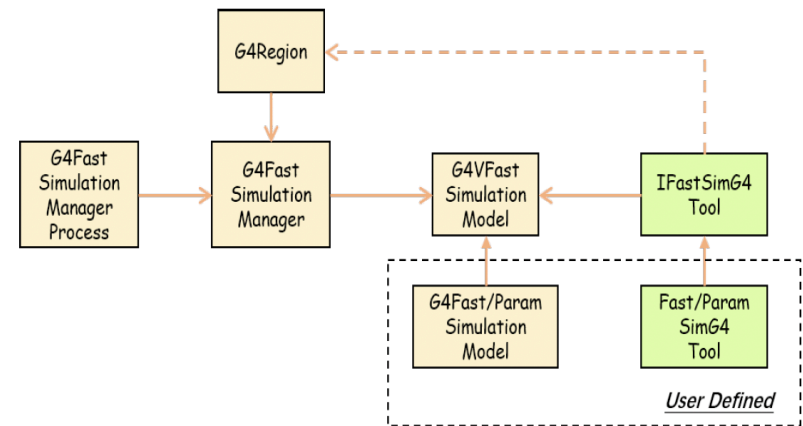 G4Region
G4Fast
Simulation
Manager
Process
G4Fast
Simulation
Manager
G4VFast
Simulation
Model
IFastSimG4
Tool
G4Fast/Param
Simulation
Model
Fast/Param
SimG4
Tool
User Defined